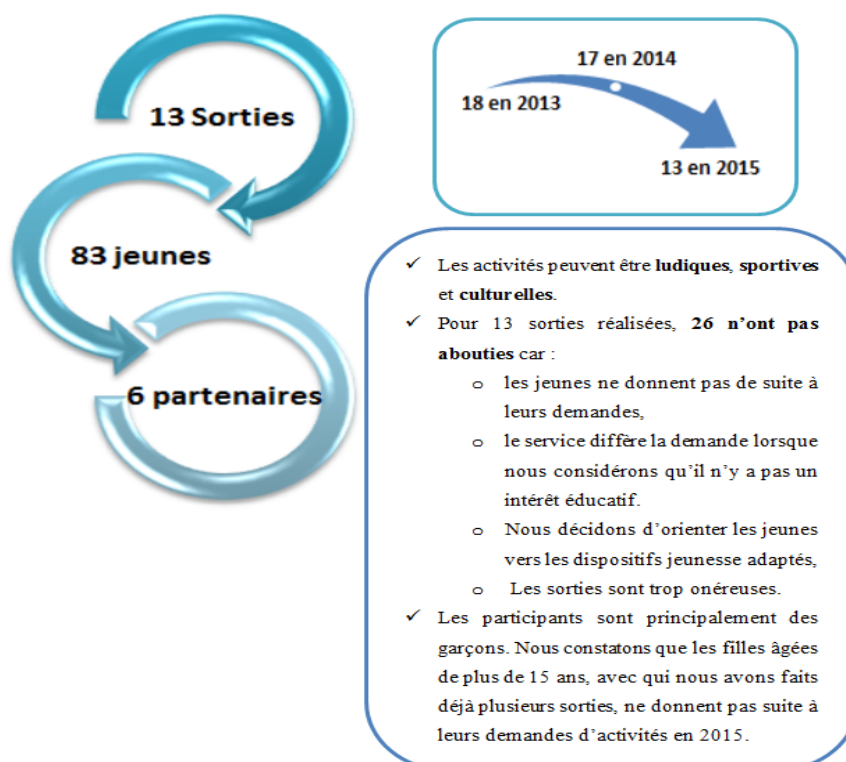 13 Sorties
83 jeunes
6 partenaires
17 en 2014
18 en 2013
13 en 2015
✓ Les activités peuvent être ludiques, sportives
et culturelles.
✓ Pour 13 sorties réalisées, 26 n’ont pas
abouties car :
o les jeunes ne donnent pas de suite à
leurs demandes,
o le service diffère la demande lorsque
nous considérons qu’il n’y a pas un
intérêt éducatif.
o Nous décidons d’orienter les jeunes
vers les dispositifs jeunesse adaptés,
o Les sorties sont trop onéreuses.
✓ Les participants sont principalement des
garçons. Nous constatons que les filles âgées
de plus de 15 ans, avec qui nous avons faits
déjà plusieurs sorties, ne donnent pas suite à
leurs demandes d’activités en 2015.